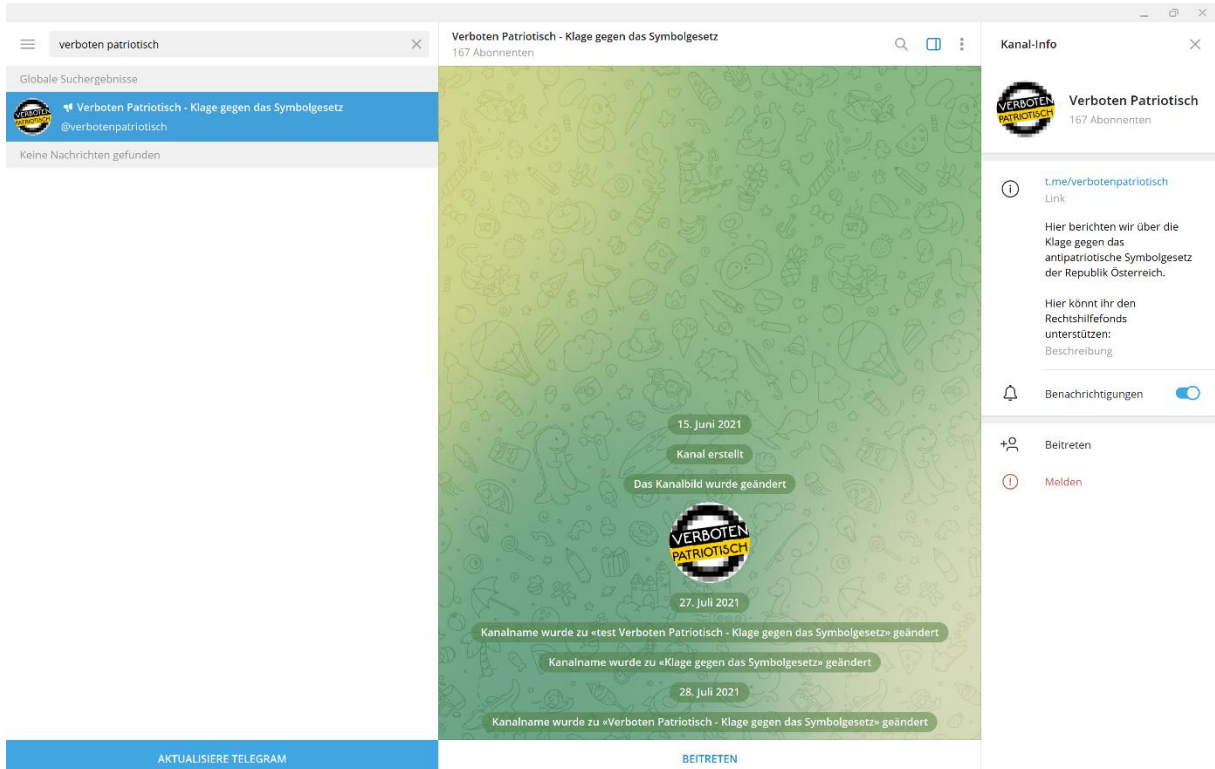 verboten patriotisch
Globale Suchergebnisse
Verboten Patriotisch - Klage gegen das Symbolgesetz
@verbotenpatriotisch
Keine Nachrichten gefunden
AKTUALISIERE TELEGRAM
Verboten Patriotisch - Klage gegen das Symbolgesetz
167 Abonnenten
15. Juni 2021
Kanal erstellt
Das Kanalbild wurde geändert
VERBOTEN
PATRIOTISCH
27. Juli 2021
Kanalname wurde zu «test Verboten Patriotisch - Klage gegen das Symbolgesetz» geändert
Kanalname wurde zu «Klage gegen das Symbolgesetz» geändert
28. Juli 2021
Kanalname wurde zu «Verboten Patriotisch - Klage gegen das Symbolgesetz» geändert
BEITRETEN
Kanal-Info
VERBOTEN
PATRIOTISCH
Verboten Patriotisch
167 Abonnenten
t.me/verbotenpatriotisch
Link
Hier berichten wir über die
Klage gegen das
antipatriotische Symbolgesetz
der Republik Österreich.
Hier könnt ihr den
Rechtshilfefonds
unterstützen:
Beschreibung
Benachrichtigungen
Beitreten
Melden